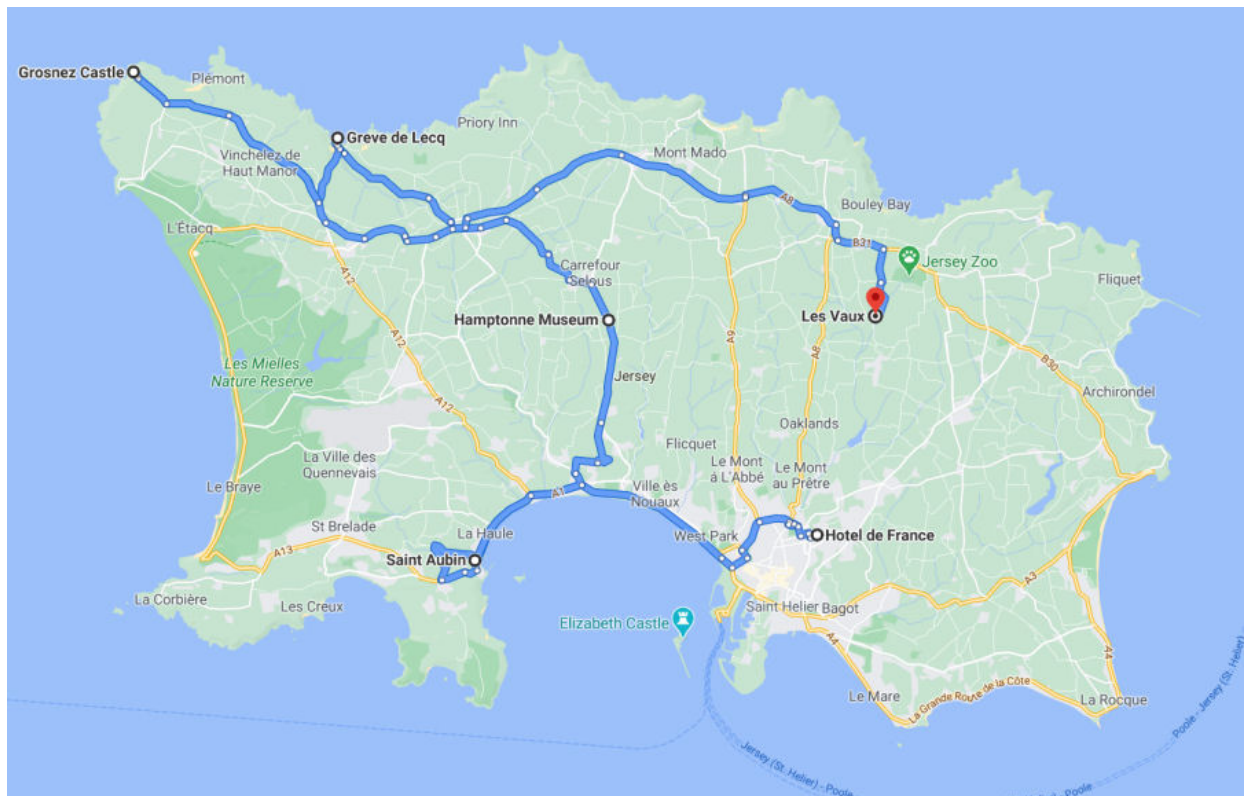 Grosnez Castle
Plémont
Greve de Lecq
Priory Inn
Vinchelez de
Haut Manor
Mont Mado
A8
Bouley Bay
B31
Jersey Zoo
L'Étacq
A12
Carrefour
Selous
Fliquet
Hamptonne Museum
Les Vaux
A12
A9
A8
B30
Les Mielles
Nature Reserve
Jersey
Archirondel
A12
Oaklands
Flicquet
La Ville des
Quennevais
Le Mont
à L'Abbé
Le Mont
au Prêtre
Le Braye
A1
Ville ès
Nouaux
St Brelade
La Haule
West Park
Hotel de France
A13
Saint Aubin
A3
La Corbière
Les Creux
Saint Helier
Bagot
Elizabeth Castle
A4
A4
Le Mare
La Grande Route de la Côte
La Rocque
Poole - Jersey (St. Helier)
Jersey (St. Helier) - Poole